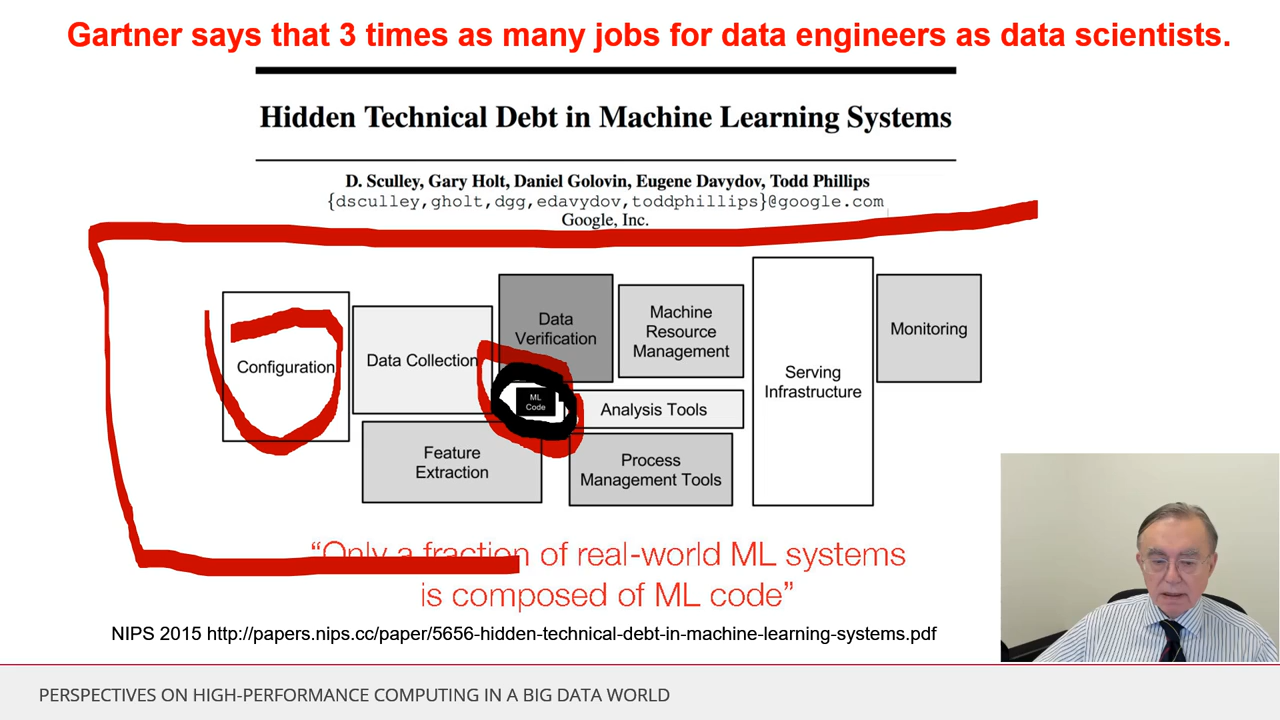 Gartner says that 3 times as many jobs for data engineers as data scientists.
Hidden Technical Debt in Machine Learning Systems
D. Sculley, Gary Holt, Daniel Golovin, Eugene Davydov, Todd Phillips
{dsculley,gholt,dgg,edavydov,toddphillips}@google.com
Google, Inc.
Configuration
Data Collection
Data
Verification
Machine
Resource
Management
Serving
Infrastructure
Monitoring
ML
Code
Analysis Tools
Feature
Extraction
Process
Management Tools
“Only a fraction of real-world ML systems
is composed of ML code”
NIPS 2015 http://papers.nips.cc/paper/5656-hidden-technical-debt-in-machine-learning-systems.pdf
PERSPECTIVES ON HIGH-PERFORMANCE COMPUTING IN A BIG DATA WORLD